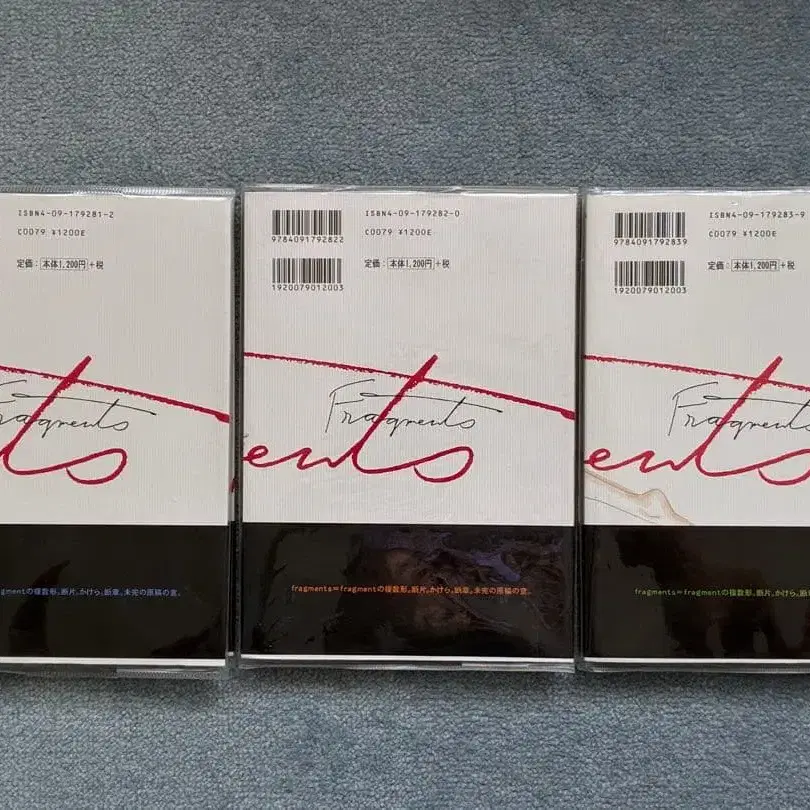 ISBN4-09-179281-2
C0079 ¥1200E
定価：本体1,200円+税
ragments
ts
agmentの複数形。断片。かけら。断章。未完の原稿の意。
9784091792822
ISBN4-09-179282-0
C0079 ¥1200E
1920079012003
定価：本体1,200円+税
Fragments
ents
fragments=fragmentの複数形。断片。かけら。断章。未完の原稿の意。
9784091792839
ISBN4-09-179283-9
C0079 ¥1200E
1920079012003
定価：本体1,200円+税
Fragments
ents
fragments=fragmentの複数形。断片。かけら。断章